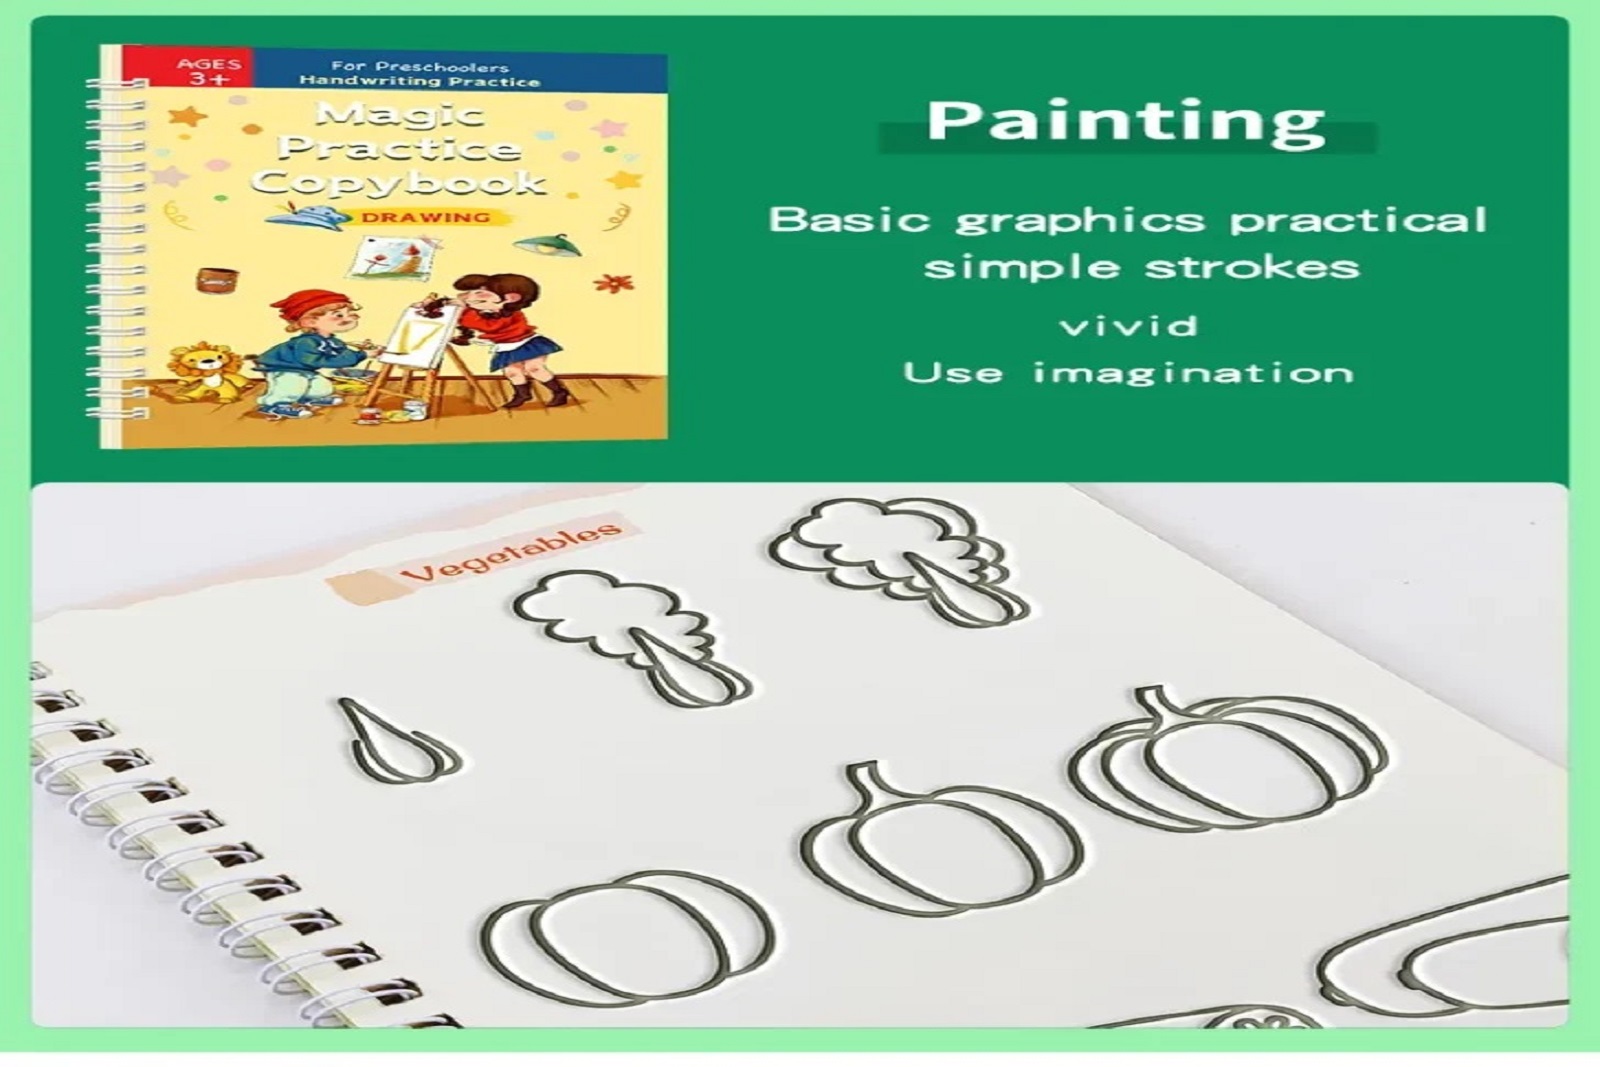 AGES
3+
For Preschoolers
Handwriting Practice
Magic
Practice
Copybook
DRAWING
Painting
Basic graphics practical
simple strokes
vivid
Use imagination
Vegetables